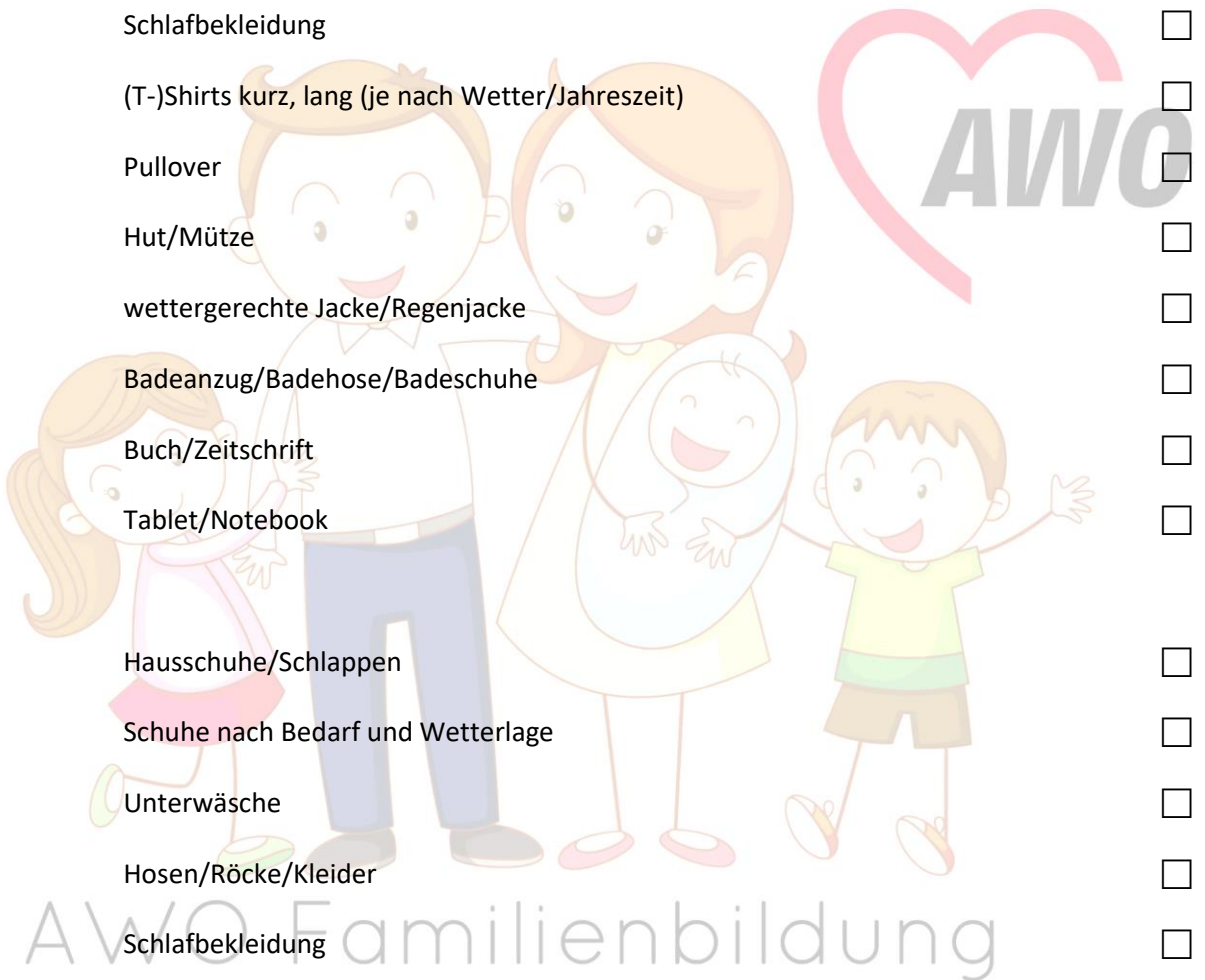 Schlafbekleidung ☐
(T-)Shirts kurz, lang (je nach Wetter/Jahreszeit) ☐
AWO
Pullover ☐
Hut/Mütze ☐
wettergerechte Jacke/Regenjacke ☐
Badeanzug/Badehose/Badeschuhe ☐
Buch/Zeitschrift ☐
Tablet/Notebook ☐
Hausschuhe/Schlappen ☐
Schuhe nach Bedarf und Wetterlage ☐
Unterwäsche ☐
Hosen/Röcke/Kleider ☐
AWO Familienbildung
Schlafbekleidung ☐